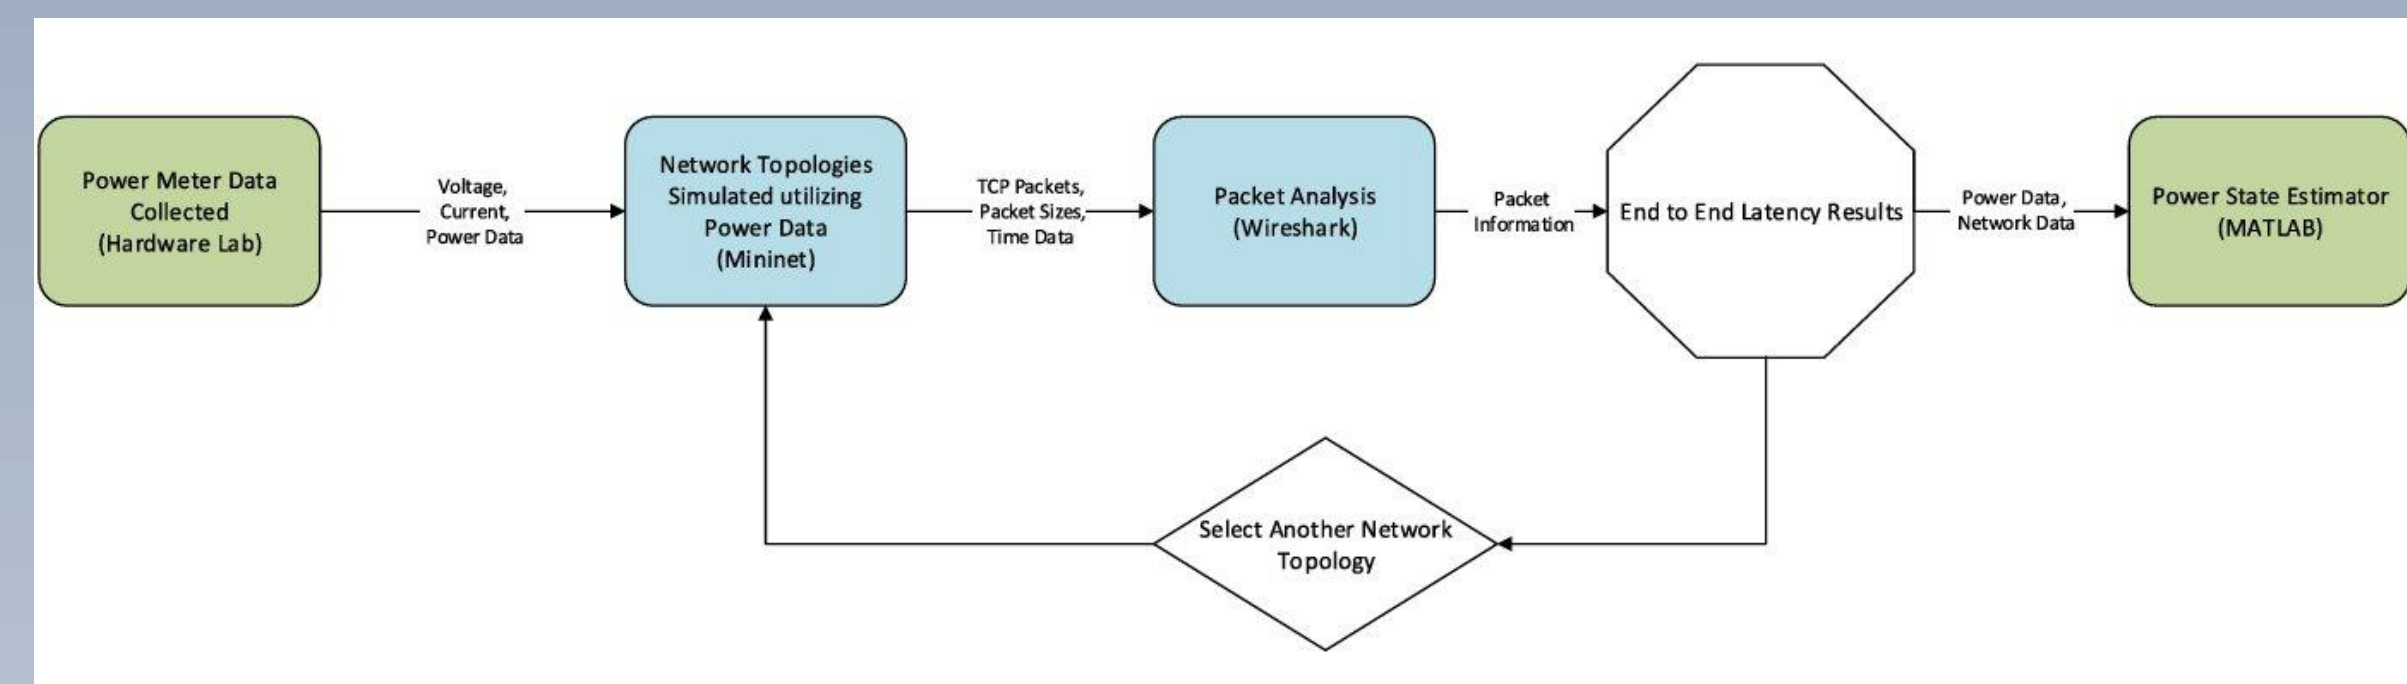 Power Meter Data
Collected
(Hardware Lab)
Voltage,
Current,
Power Data
Network Topologies
Simulated utilizing
Power Data
(Mininet)
TCP Packets,
Packet Sizes,
Time Data
Packet Analysis
(Wireshark)
Packet
Information
End to End Latency Results
Power Data,
Network Data
Power State Estimator
(MATLAB)
Select Another Network
Topology